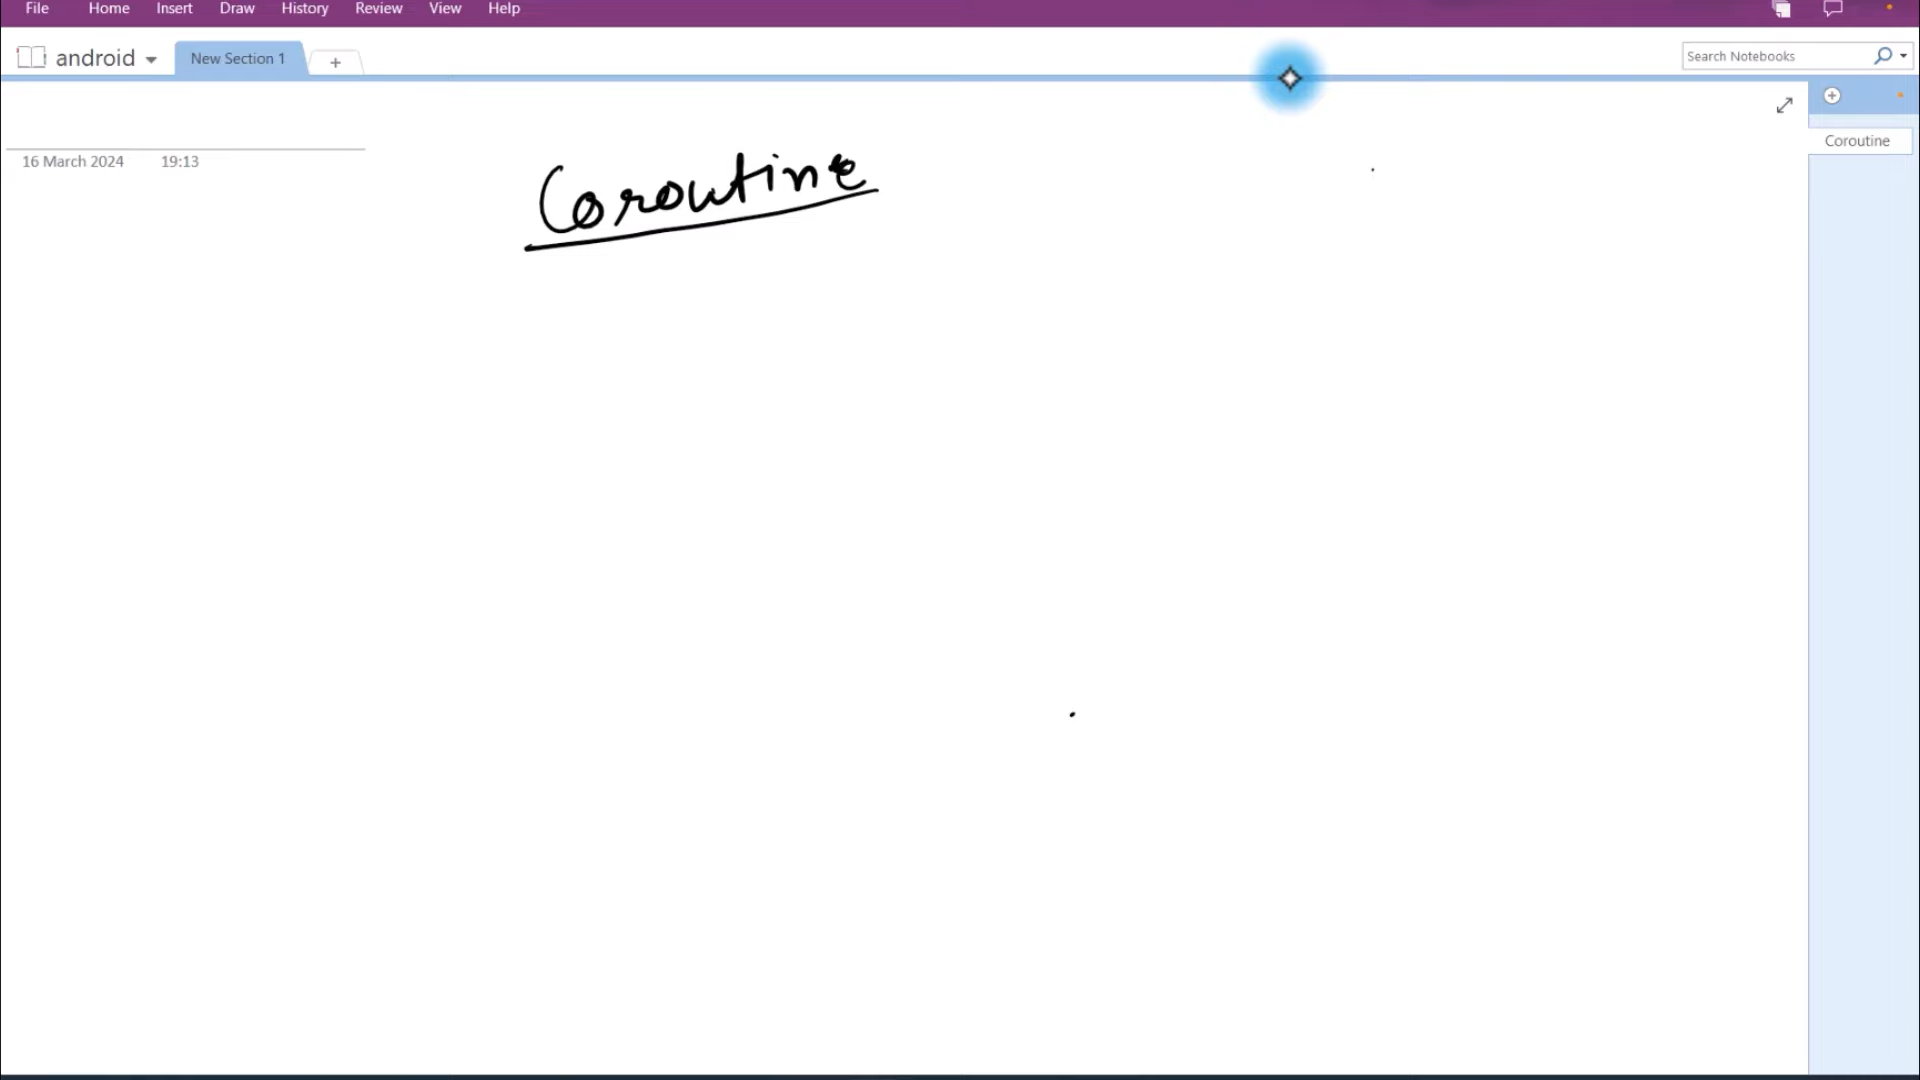 File Home Insert Draw History Review View Help
android New Section 1 +
Search Notebooks
Coroutine
16 March 2024 19:13
Coroutine